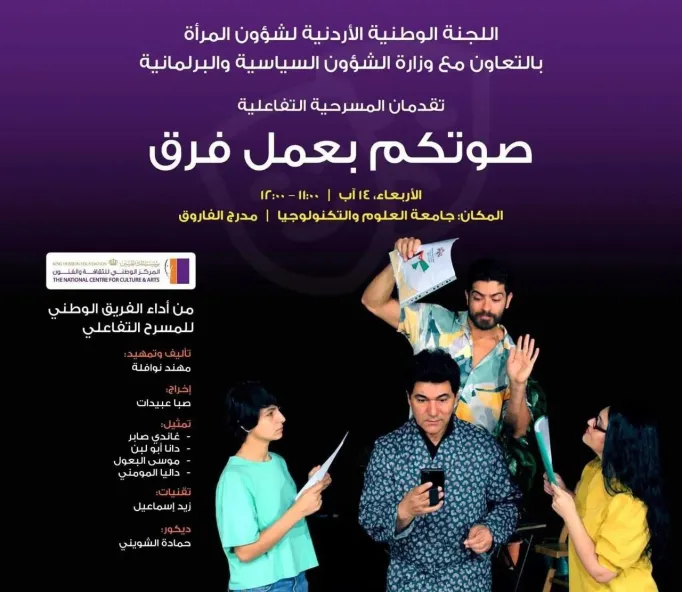 اللجنة الوطنية الأردنية لشؤون المرأة
بالتعاون مع وزارة الشؤون السياسية والبرلمانية
تقدمان المسرحية التفاعلية
صوتكم بعمل فرق
الأربعاء، ١٤ آب | ١١:٠٠ - ١٢:٠٠
المكان: جامعة العلوم والتكنولوجيا | مدرج الفاروق
KING HUSSEIN FOUNDATION
المركز الوطني للثقافة والفنون
THE NATIONAL CENTRE FOR CULTURE & ARTS
من أداء الفريق الوطني
للمسرح التفاعلي
تأليف وتمهيد:
مهند نوافلة
إخراج:
صبا عبيدات
تمثيل:
- غاندي صابر
- دانا أبو لبن
- موسى البعول
- داليا المومني
تقنيات:
زيد إسماعيل
ديكور:
حمادة الشويني